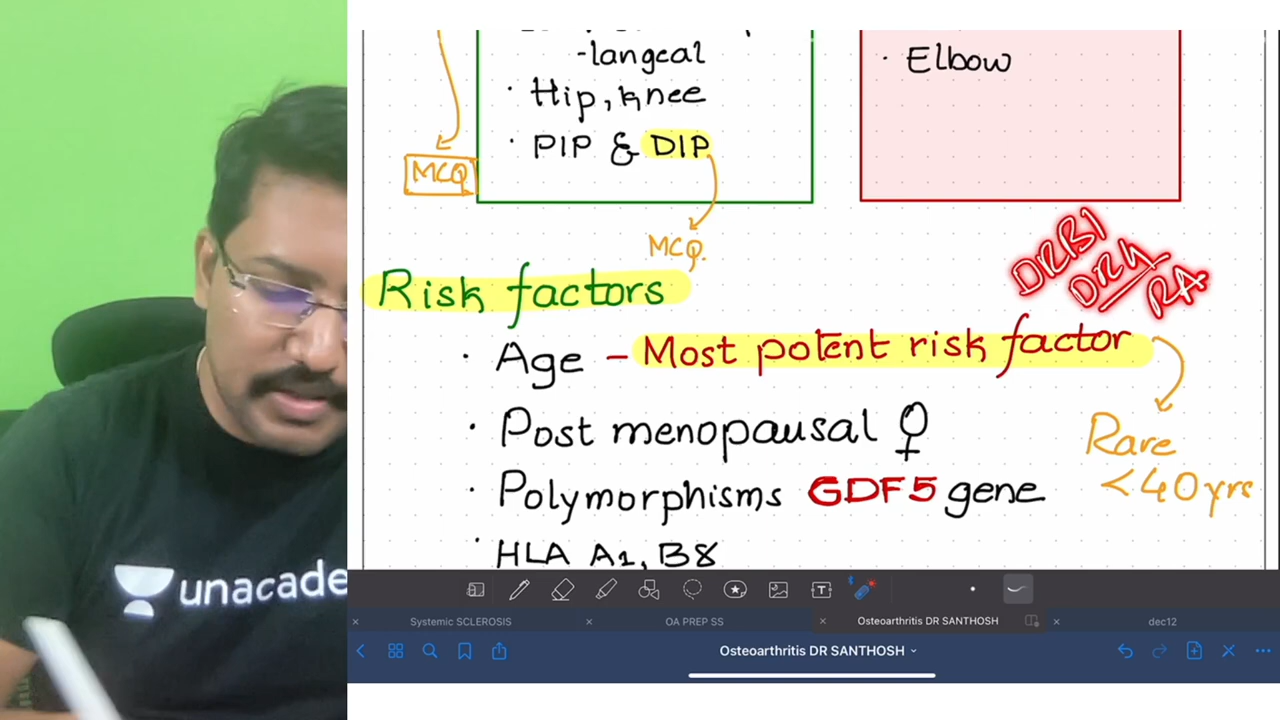 -langeal
· Hip, knee
· PIP & DIP
MCQ
MCQ.
· Elbow
DRB1
DR4
RA
Risk factors
· Age – Most potent risk factor
Rare
<40yrs
· Post menopausal ♀
· Polymorphisms GDF5 gene
· HLA A1, B8
unacade
Systemic SCLEROSIS
OA PREP SS
Osteoarthritis DR SANTHOSH
dec12
Osteoarthritis DR SANTHOSH